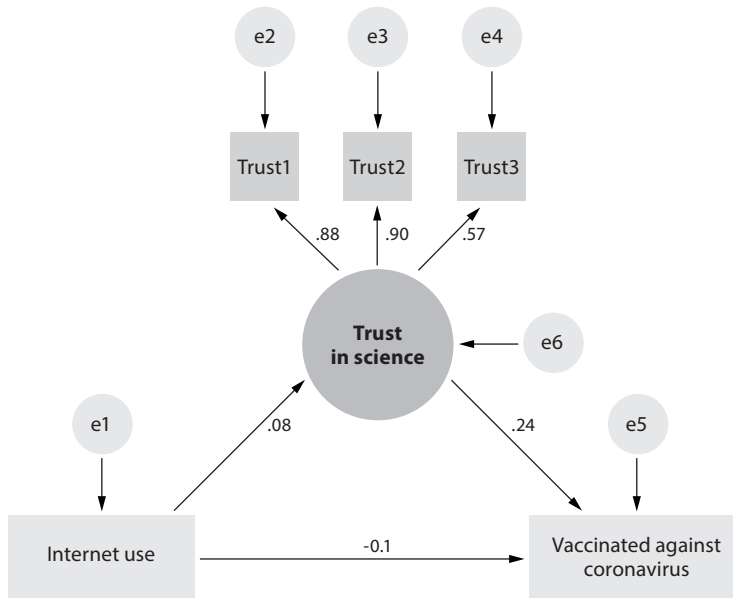 e2 e3 e4
Trust1 Trust2 Trust3
.88 .90 .57
Trust
in science
e6
e1 .08 .24 e5
Internet use -0.1 Vaccinated against
coronavirus